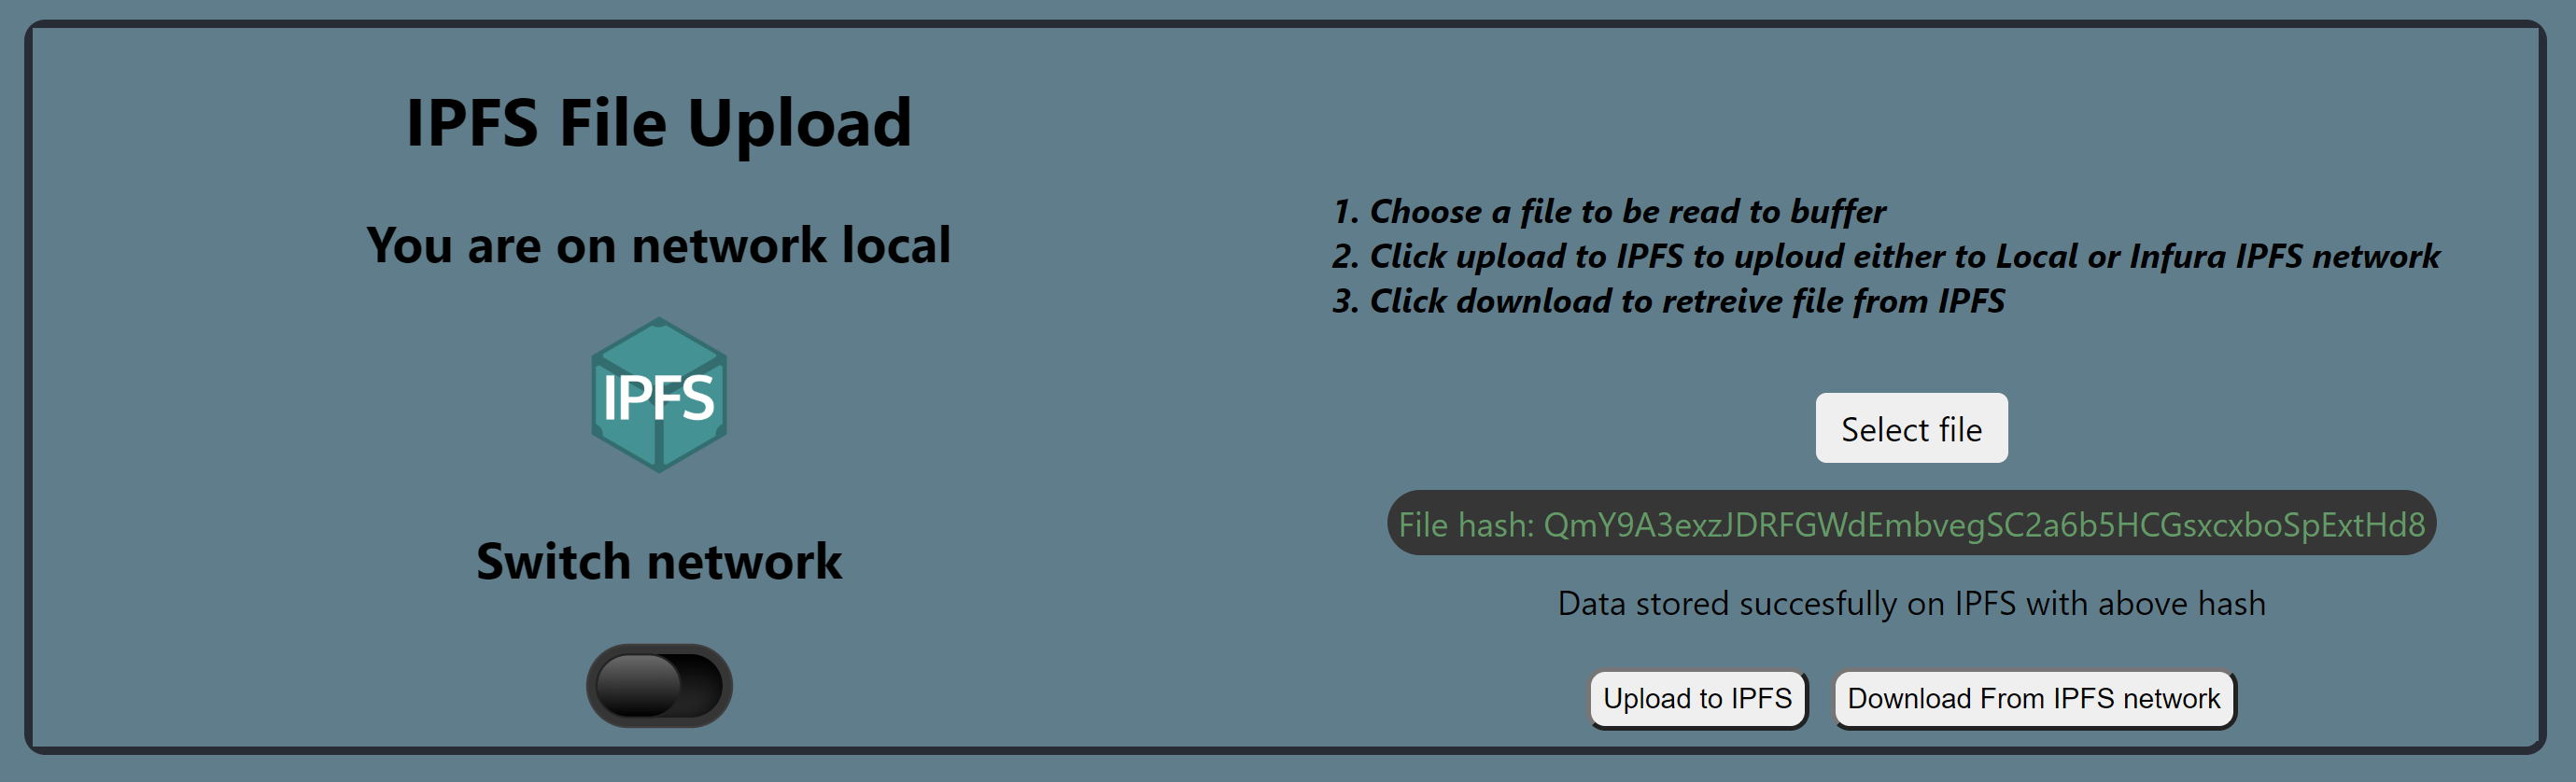 IPFS File Upload
You are on network local
IPFS
Switch network
1. Choose a file to be read to buffer
2. Click upload to IPFS to uploud either to Local or Infura IPFS network
3. Click download to retreive file from IPFS
Select file
File hash: QmY9A3exzJDRFGWdEmbvegSC2a6b5HCGsxcxboSpExtHd8
Data stored succesfully on IPFS with above hash
Upload to IPFS
Download From IPFS network